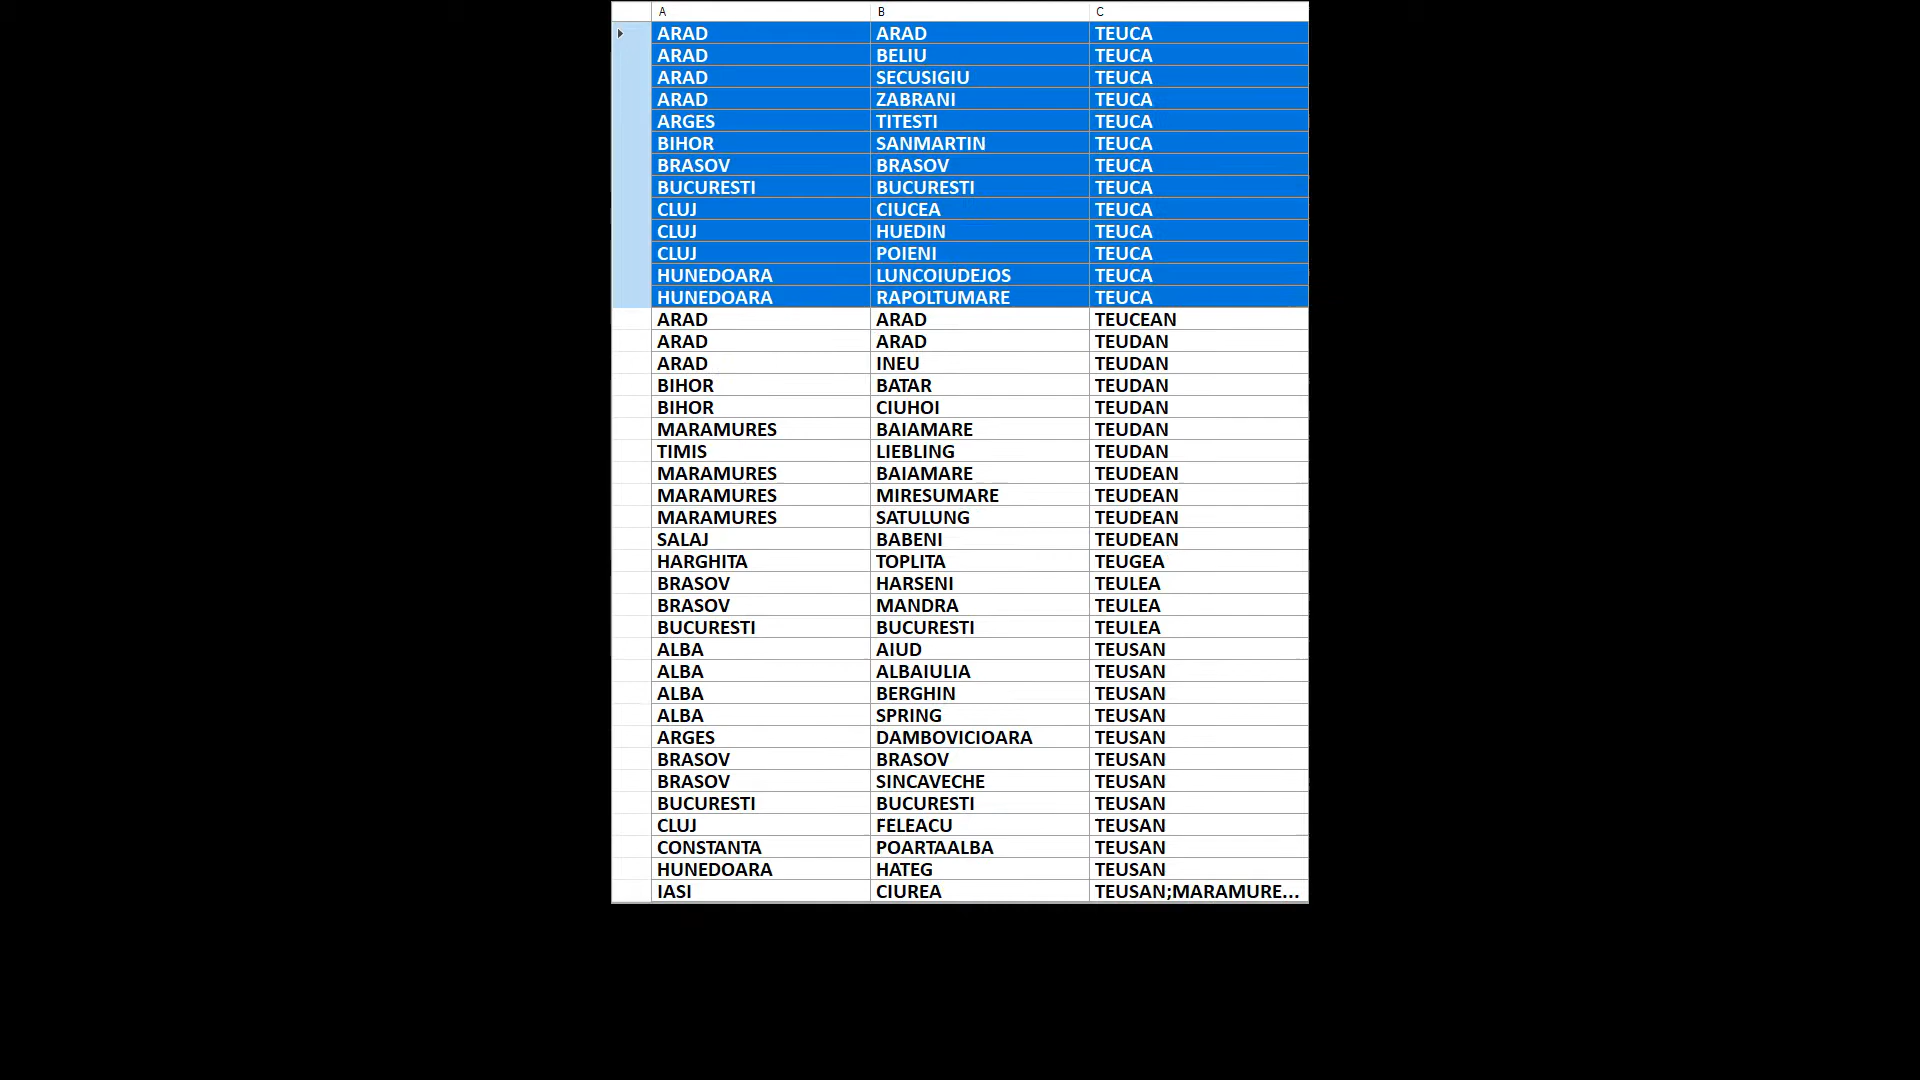 A B C
ARAD ARAD TEUCA
ARAD BELIU TEUCA
ARAD SECUSIGIU TEUCA
ARAD ZABRANI TEUCA
ARGES TITESTI TEUCA
BIHOR SANMARTIN TEUCA
BRASOV BRASOV TEUCA
BUCURESTI BUCURESTI TEUCA
CLUJ CIUCEA TEUCA
CLUJ HUEDIN TEUCA
CLUJ POIENI TEUCA
HUNEDOARA LUNCOIUDEJOS TEUCA
HUNEDOARA RAPOLTUMARE TEUCA
ARAD ARAD TEUCEAN
ARAD ARAD TEUDAN
ARAD INEU TEUDAN
BIHOR BATAR TEUDAN
BIHOR CIUHOI TEUDAN
MARAMURES BAIAMARE TEUDAN
TIMIS LIEBLING TEUDAN
MARAMURES BAIAMARE TEUDEAN
MARAMURES MIRESUMARE TEUDEAN
MARAMURES SATULUNG TEUDEAN
SALAJ BABENI TEUDEAN
HARGHITA TOPLITA TEUGEA
BRASOV HARSENI TEULEA
BRASOV MANDRA TEULEA
BUCURESTI BUCURESTI TEULEA
ALBA AIUD TEUSAN
ALBA ALBAIULIA TEUSAN
ALBA BERGHIN TEUSAN
ALBA SPRING TEUSAN
ARGES DAMBOVICIOARA TEUSAN
BRASOV BRASOV TEUSAN
BRASOV SINCAVECHE TEUSAN
BUCURESTI BUCURESTI TEUSAN
CLUJ FELEACU TEUSAN
CONSTANTA POARTAALBA TEUSAN
HUNEDOARA HATEG TEUSAN
IASI CIUREA TEUSAN;MARAMURE...